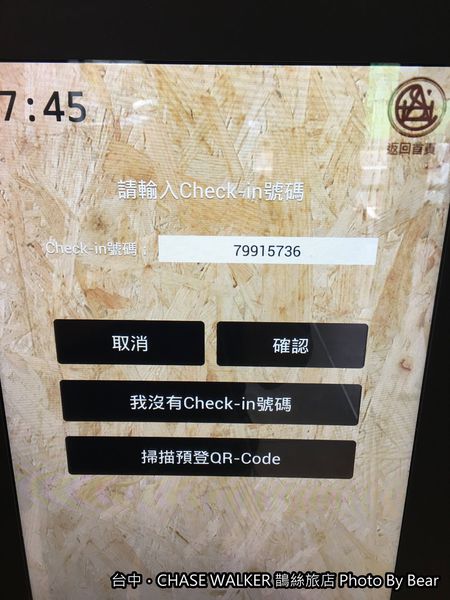 7:45
返回首頁
請輸入Check-in號碼
Check-in號碼： 79915736
取消 確認
我沒有Check-in號碼
掃描預登QR-Code
台中·CHASE WALKER 鵲絲旅店 Photo By Bear